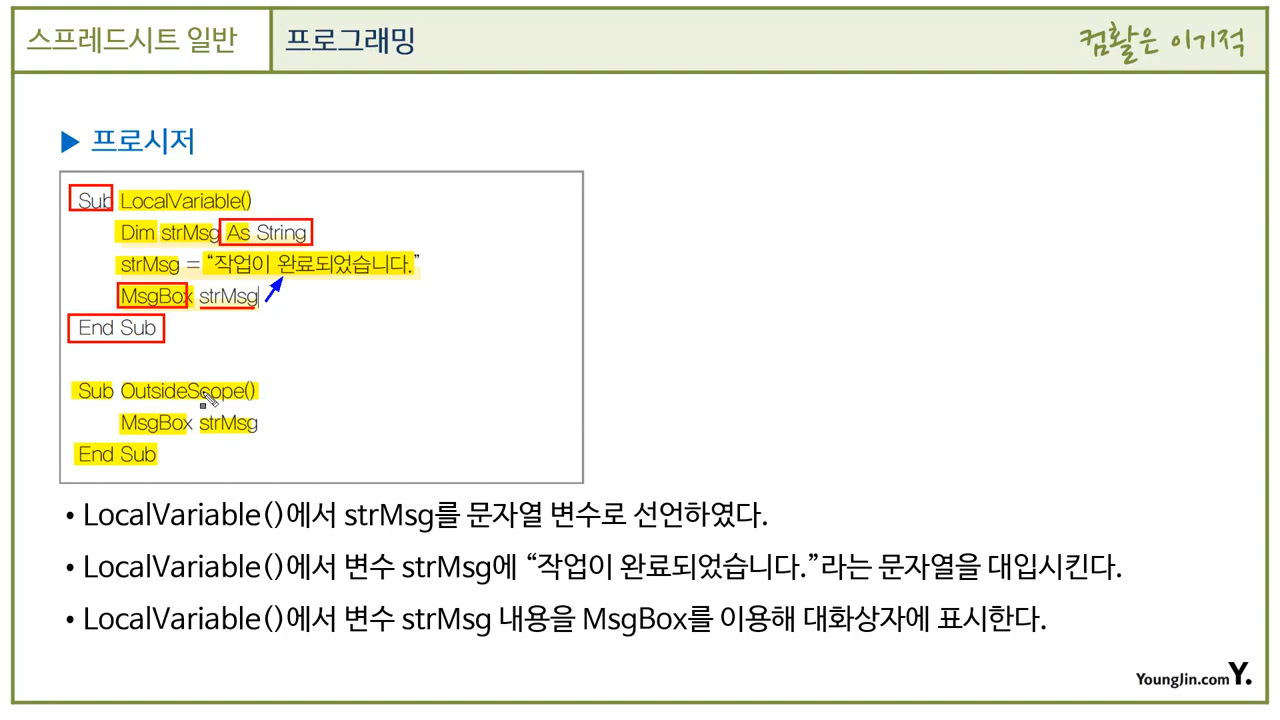 스프레드시트 일반
프로그래밍
컴활은 이기적
▶ 프로시저
Sub LocalVariable()
Dim strMsg As String
strMsg = “작업이 완료되었습니다.”
MsgBox strMsg
End Sub
Sub OutsideScope()
MsgBox strMsg
End Sub
• LocalVariable()에서 strMsg를 문자열 변수로 선언하였다.
• LocalVariable()에서 변수 strMsg에 “작업이 완료되었습니다.”라는 문자열을 대입시킨다.
• LocalVariable()에서 변수 strMsg 내용을 MsgBox를 이용해 대화상자에 표시한다.
YoungJin.com Y.